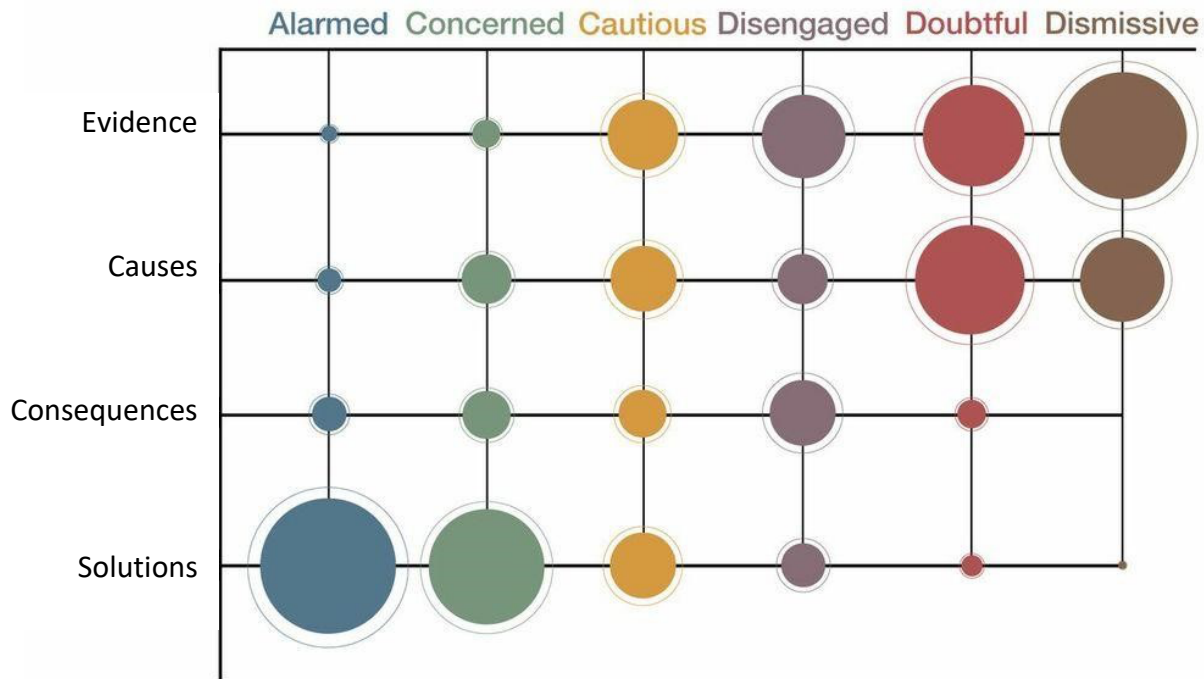 Alarmed Concerned Cautious Disengaged Doubtful Dismissive
Evidence
Causes
Consequences
Solutions